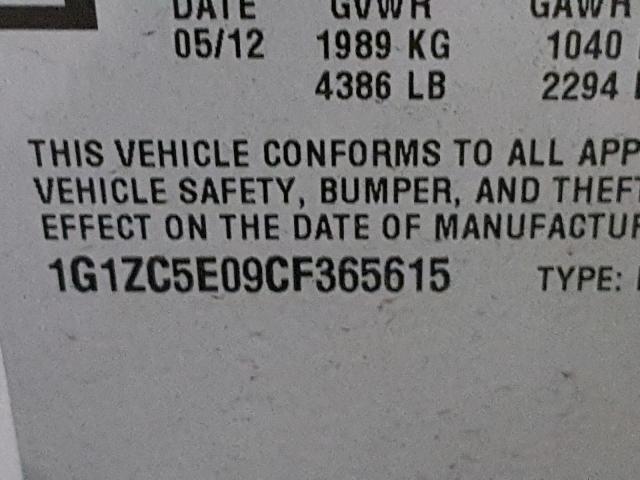 DATE GVWR GAWR
05/12 1989 KG 1040
4386 LB 2294
THIS VEHICLE CONFORMS TO ALL APP
VEHICLE SAFETY, BUMPER, AND THEFT
EFFECT ON THE DATE OF MANUFACTUR
1G1ZC5E09CF365615 TYPE: